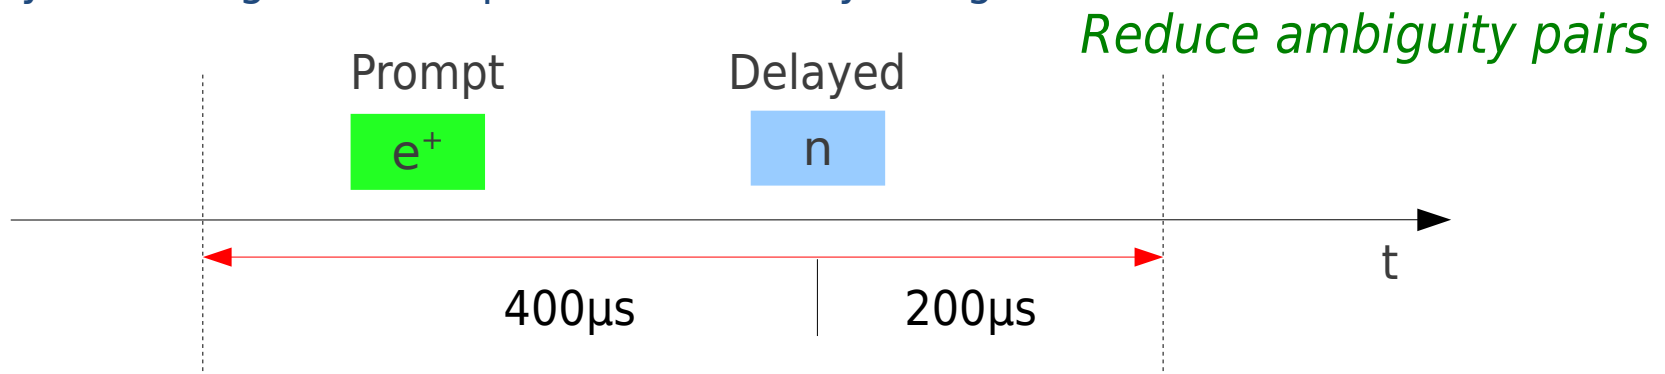 Reduce ambiguity pairs
Prompt Delayed
e⁺ n
t
400µs 200µs